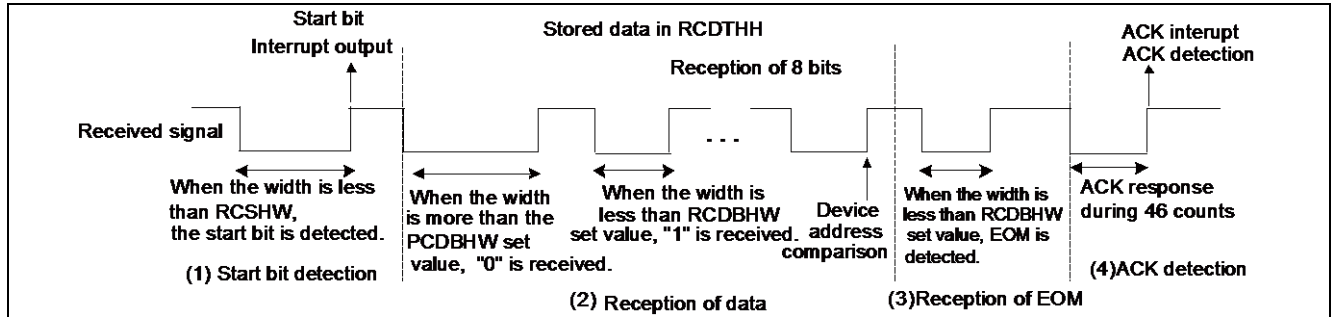 Start bit
Interrupt output
Stored data in RCDTHH
Reception of 8 bits
ACK interupt
ACK detection
Received signal
- - -
When the width is less
than RCSHW,
the start bit is detected.
When the width
is more than the
PCDBHW set
value, "0" is received.
When the width is
less than RCDBHW
set value, "1" is received.
Device
address
comparison
When the width is
less than RCDBHW
set value, EOM is
detected.
ACK response
during 46 counts
(1) Start bit detection
(2) Reception of data
(3)Reception of EOM
(4)ACK detection